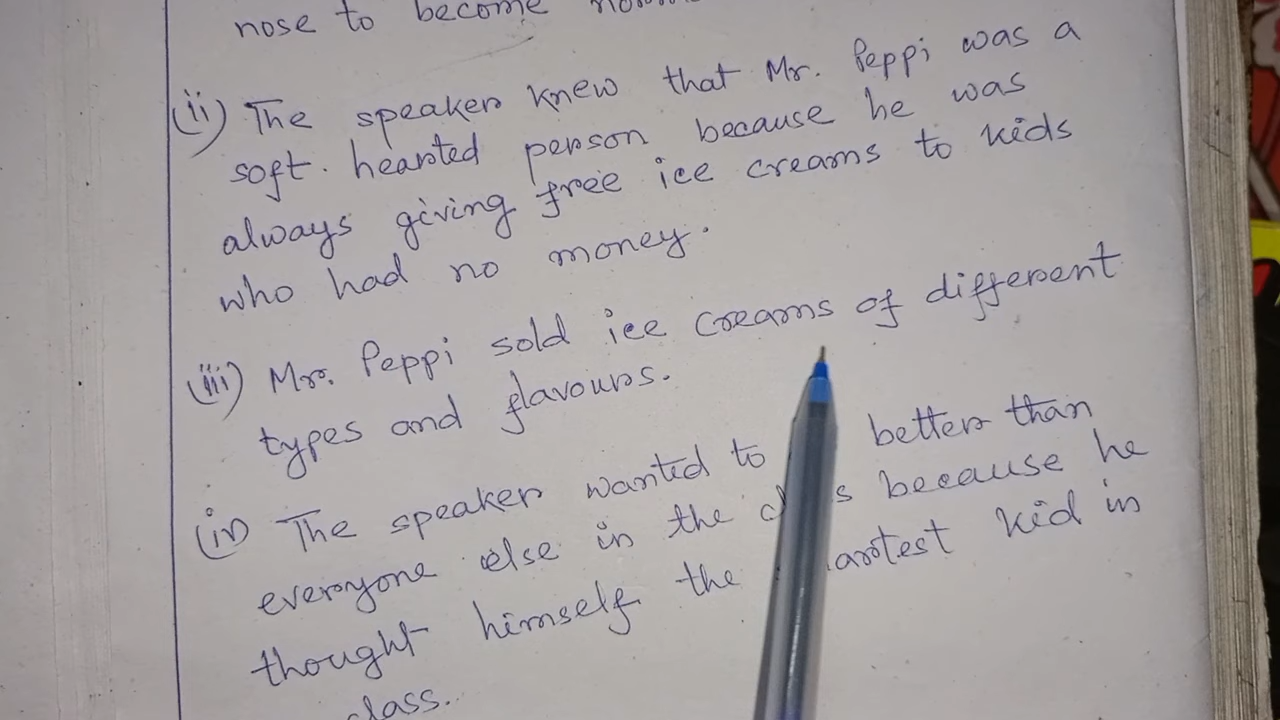 nose to become
(ii) The speaker knew that Mr. Peppi was a
soft. hearted person because he was
always giving free ice creams to kids
who had no money.
(iii) Mr. Peppi sold ice creams of different
types and flavours.
(iv) The speaker wanted to better than
everyone else in the because he
thought himself the kid in
class.